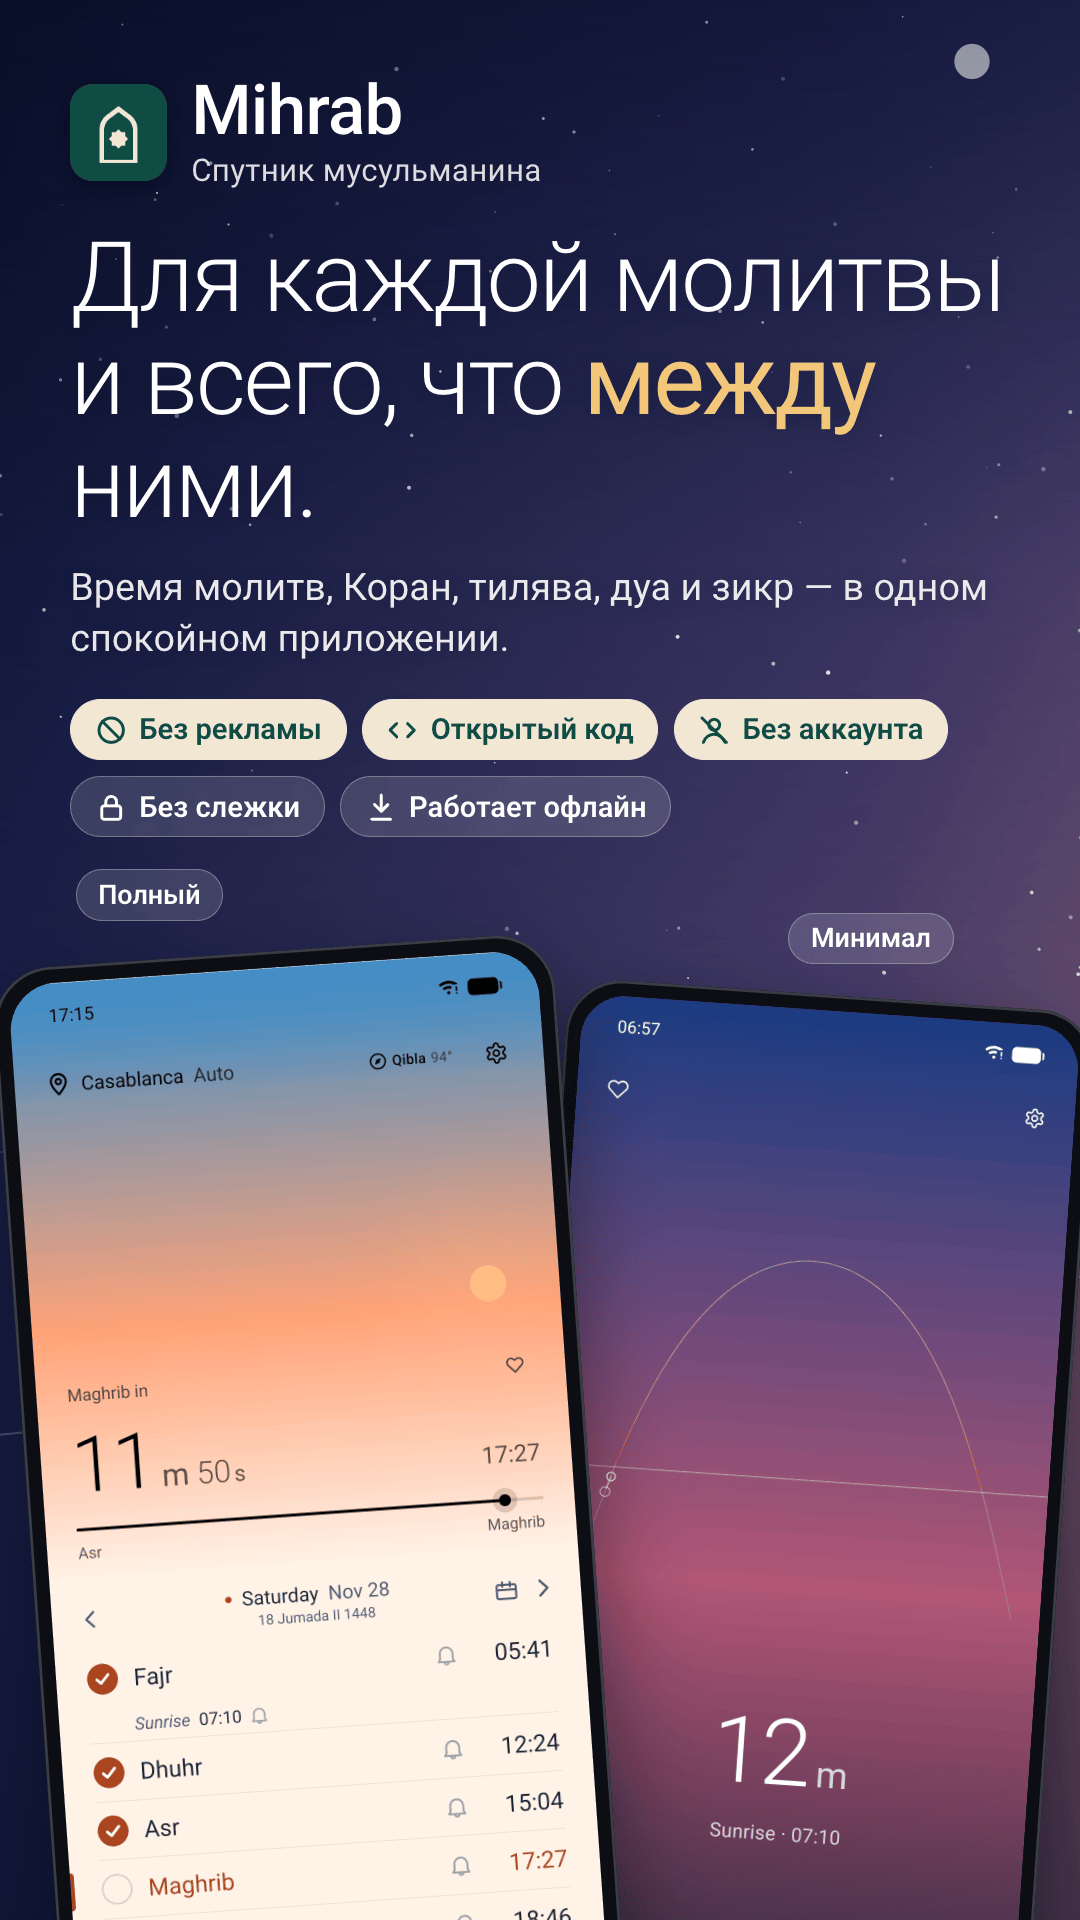 Mihrab
Спутник мусульманина
Для каждой молитвы
и всего, что между
ними.
Время молитв, Коран, тилява, дуа и зикр — в одном
спокойном приложении.
Без рекламы
Открытый код
Без аккаунта
Без слежки
Работает офлайн
Полный
Минимал
17:15
Casablanca Auto
Qibla 94°
Maghrib in
11 m 50 s
17:27
Asr
Maghrib
Saturday Nov 28
18 Jumada II 1448
Fajr 05:41
Sunrise 07:10
Dhuhr 12:24
Asr 15:04
Maghrib 17:27
18:46
06:57
12 m
Sunrise · 07:10